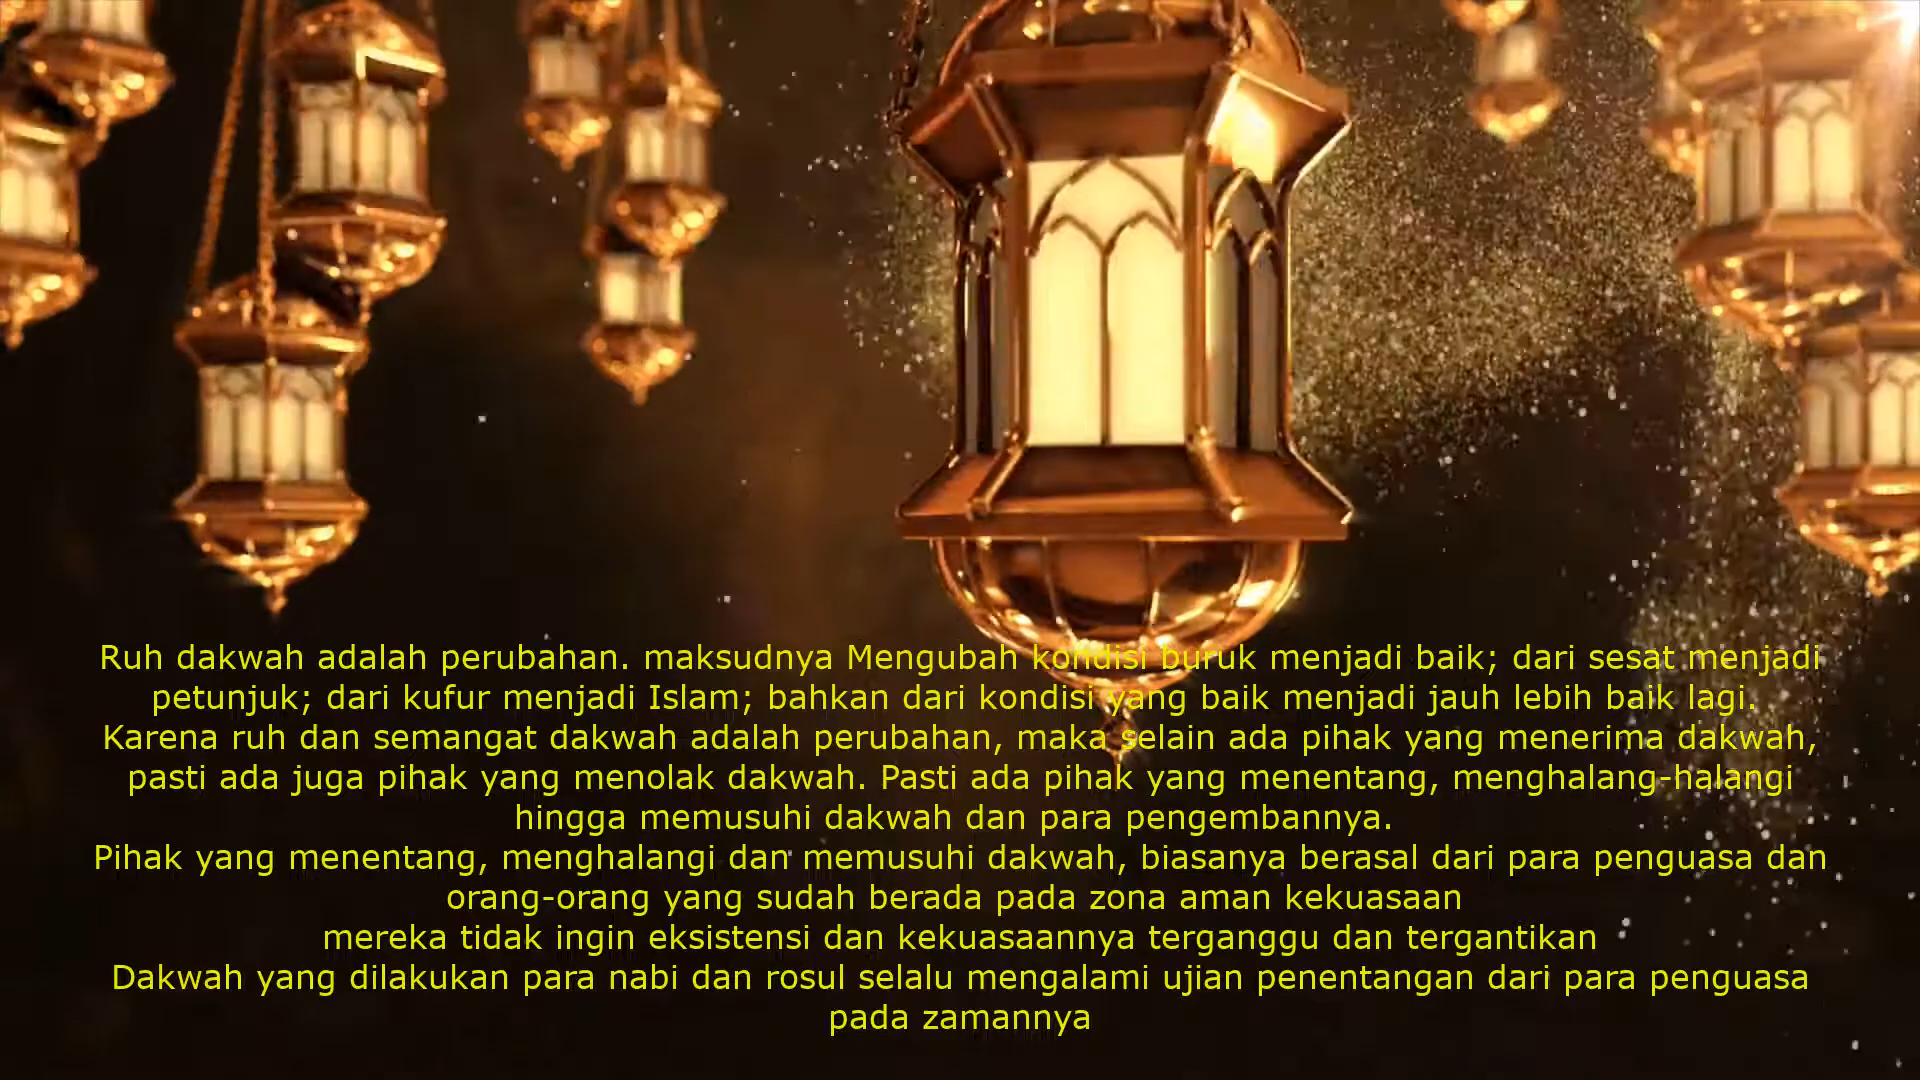 Ruh dakwah adalah perubahan. maksudnya Mengubah kondisi buruk menjadi baik; dari sesat menjadi
petunjuk; dari kufur menjadi Islam; bahkan dari kondisi yang baik menjadi jauh lebih baik lagi.
Karena ruh dan semangat dakwah adalah perubahan, maka selain ada pihak yang menerima dakwah,
pasti ada juga pihak yang menolak dakwah. Pasti ada pihak yang menentang, menghalang-halangi
hingga memusuhi dakwah dan para pengembannya.
Pihak yang menentang, menghalangi dan memusuhi dakwah, biasanya berasal dari para penguasa dan
orang-orang yang sudah berada pada zona aman kekuasaan
mereka tidak ingin eksistensi dan kekuasaannya terganggu dan tergantikan
Dakwah yang dilakukan para nabi dan rosul selalu mengalami ujian penentangan dari para penguasa
pada zamannya